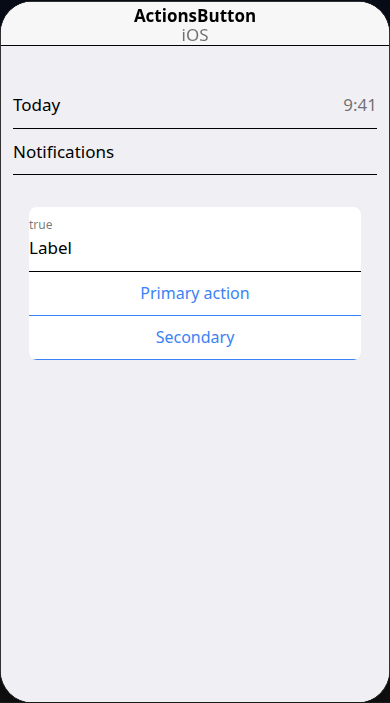 ActionsButton
iOS
Today 9:41
Notifications
true
Label
Primary action
Secondary